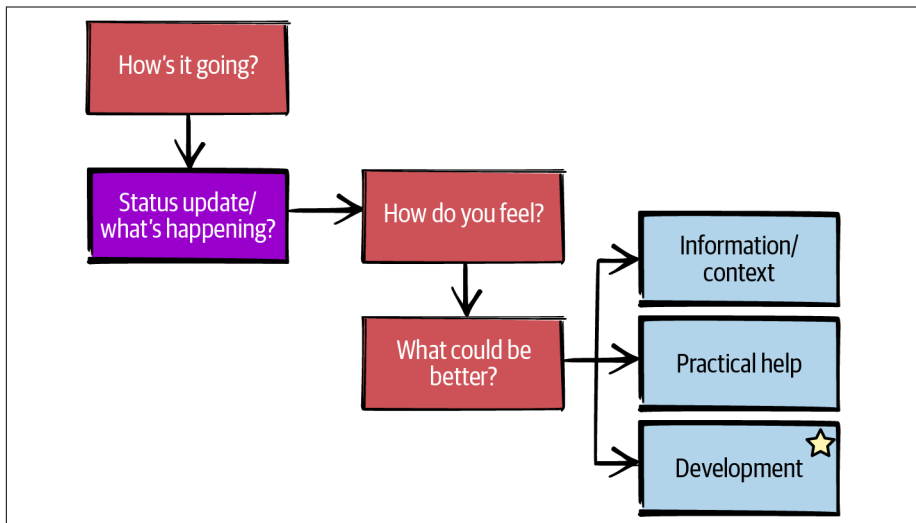 How's it going?
Status update/
what's happening?
How do you feel?
What could be
better?
Information/
context
Practical help
Development